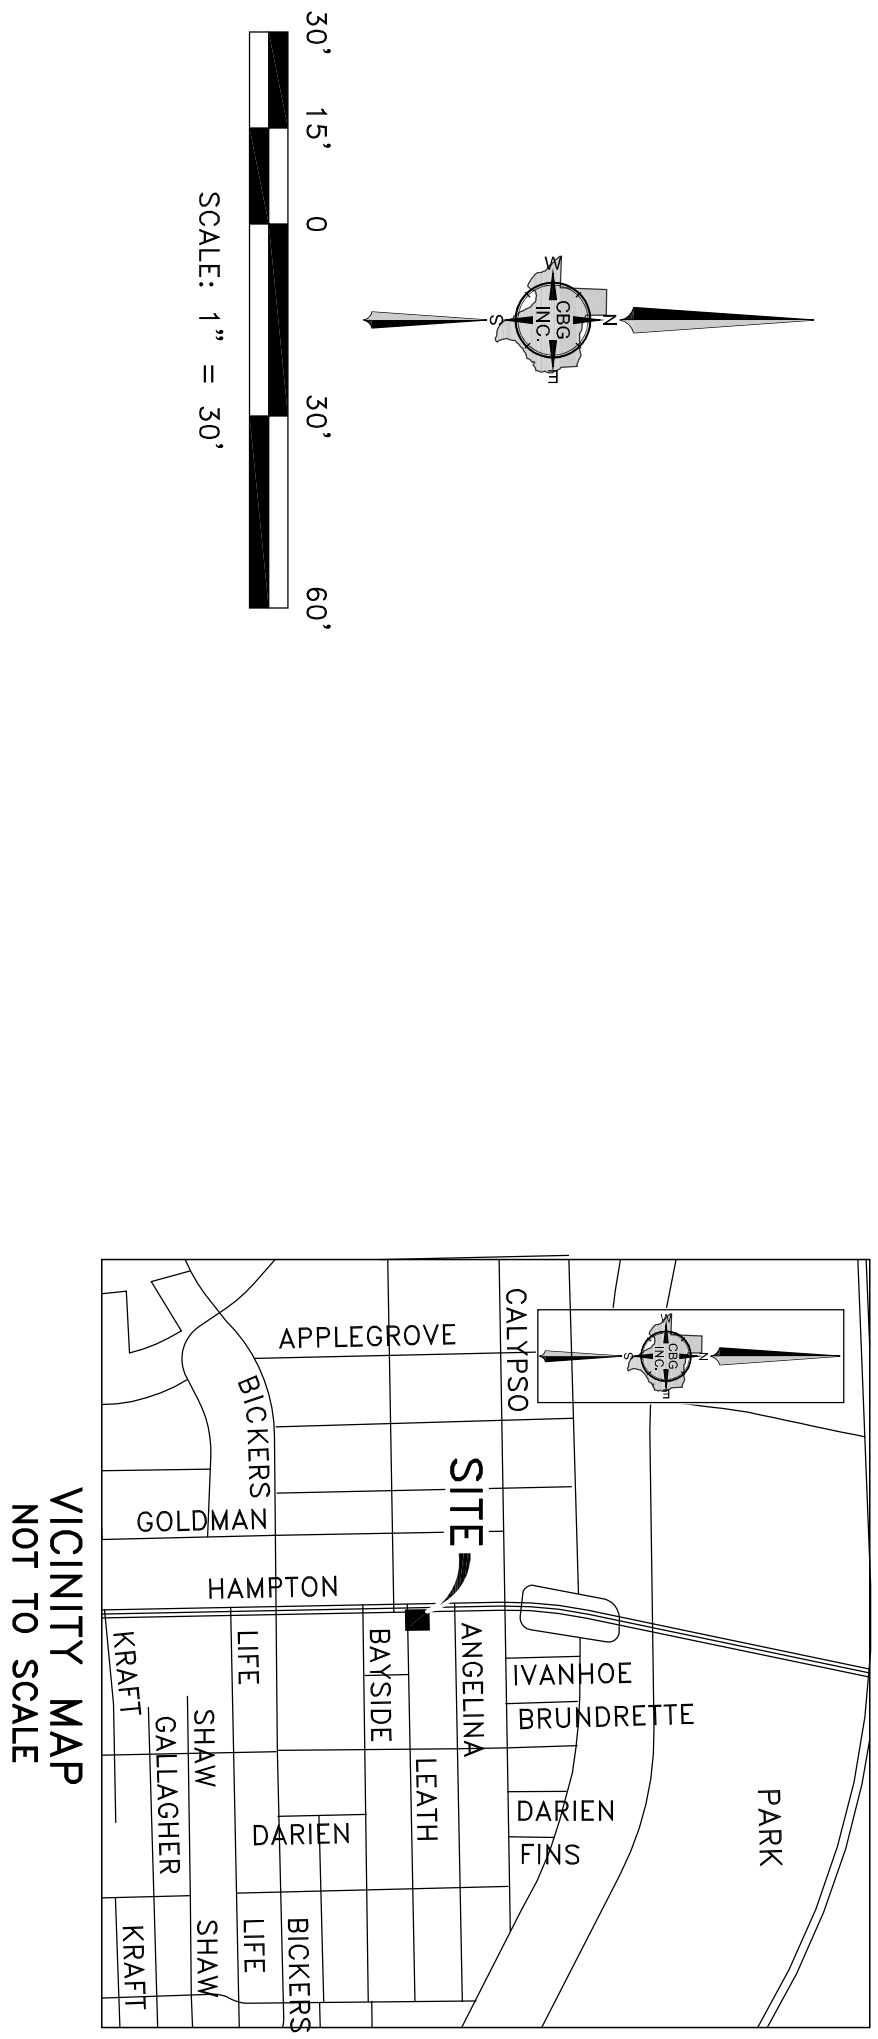 30'
15'
0
30'
60'
SCALE: 1" = 30'
N
W
CBG
INC.
E
S
N
W
CBG
INC.
E
S
PARK
CALYPSO
APPLEGROVE
BICKERS
SITE
GOLDMAN
HAMPTON
IVANHOE
BRUNDRETTE
DARIEN
FINS
ANGELINA
LEATH
BAYSIDE
DARIEN
BICKERS
LIFE
LIFE
SHAW
SHAW
GALLAGHER
KRAFT
KRAFT
VICINITY MAP
NOT TO SCALE